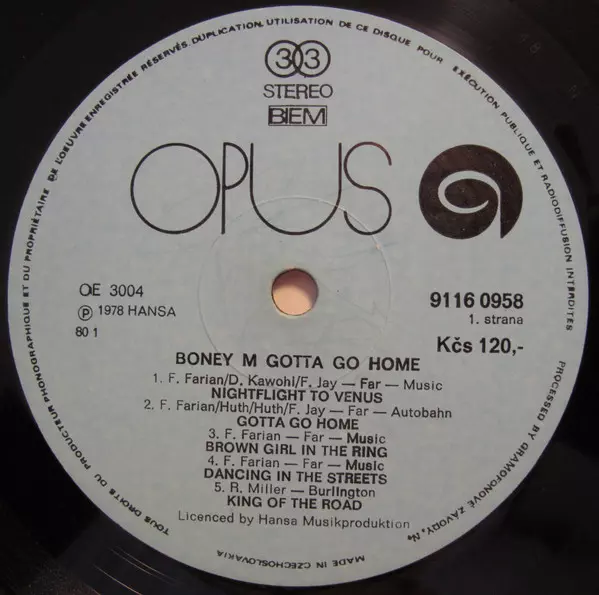 TOUS DROITS DU PRODUCTEUR PHONOGRAPHIQUE ET DU PROPRIÉTAIRE DE L'OEUVRE ENREGISTRÉE RÉSERVÉS. DUPLICATION, UTILISATION DE CE DISQUE POUR EXÉCUTION PUBLIQUE ET RADIODIFFUSION INTERDITES
33
STEREO
BIEM
OPUS
OE 3004
Ⓟ 1978 HANSA
80 1
9116 0958
1. strana
Kčs 120,-
BONEY M GOTTA GO HOME
1. F. Farian/D. Kawohl/F. Jay — Far — Music
NIGHTFLIGHT TO VENUS
2. F. Farian/Huth/Huth/F. Jay — Far — Autobahn
GOTTA GO HOME
3. F. Farian — Far — Music
BROWN GIRL IN THE RING
4. F. Farian — Far — Music
DANCING IN THE STREETS
5. R. Miller — Burlington
KING OF THE ROAD
Licenced by Hansa Musikproduktion
MADE IN CZECHOSLOVAKIA
PROCESSED BY GRAMOFONOVÉ ZÁVODY, N.